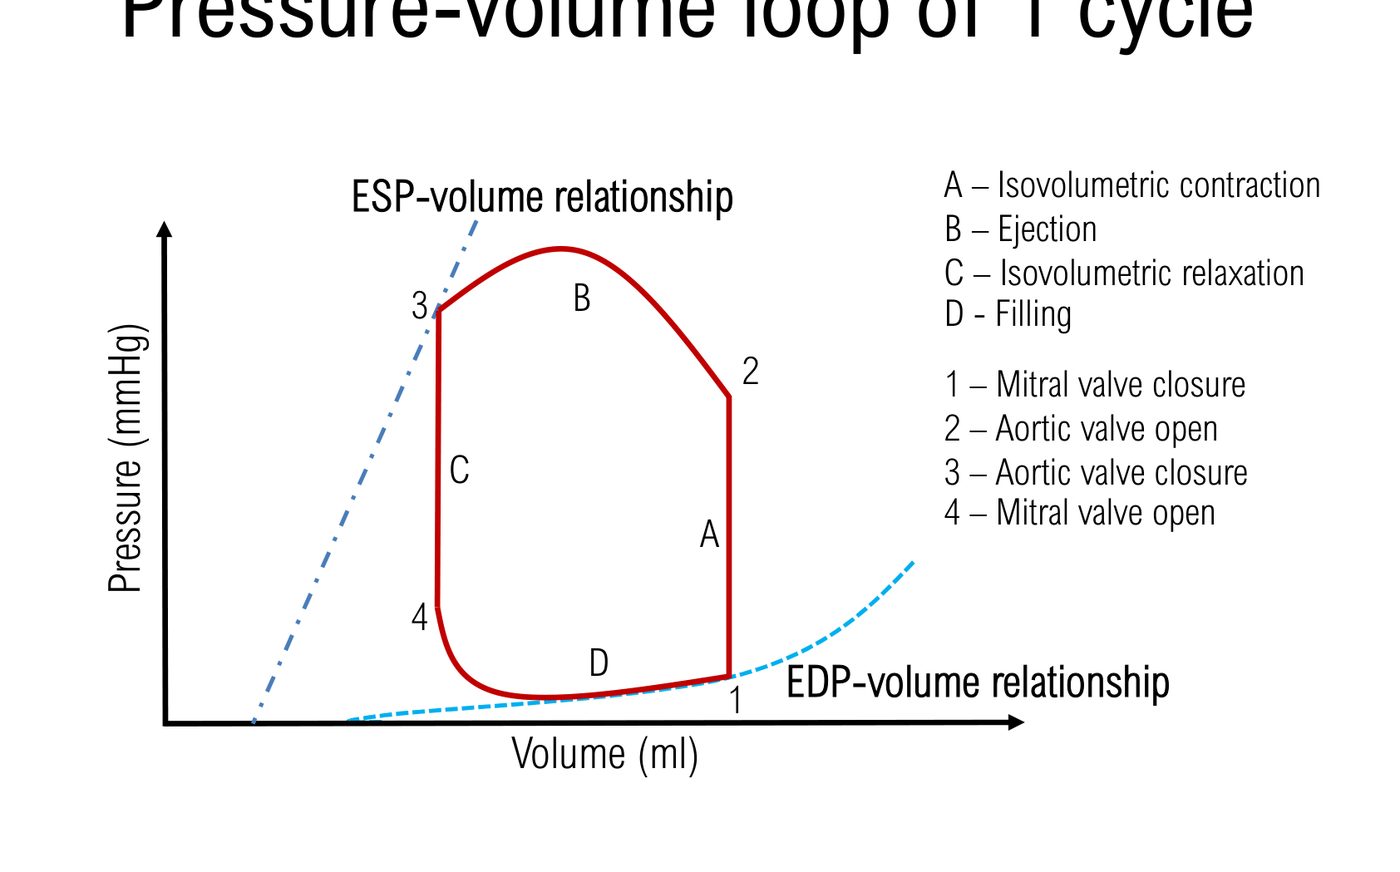 Pressure-volume loop of 1 cycle
ESP-volume relationship
A – Isovolumetric contraction
B – Ejection
C – Isovolumetric relaxation
D - Filling
1 – Mitral valve closure
2 – Aortic valve open
3 – Aortic valve closure
4 – Mitral valve open
Pressure (mmHg)
3
B
2
C
A
4
D
1
EDP-volume relationship
Volume (ml)